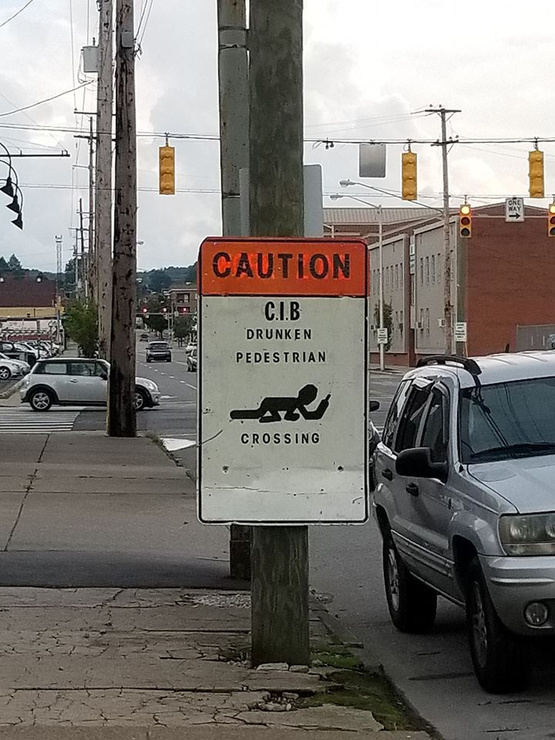 CAUTION
C.I.B
DRUNKEN
PEDESTRIAN
CROSSING
ONE
WAY